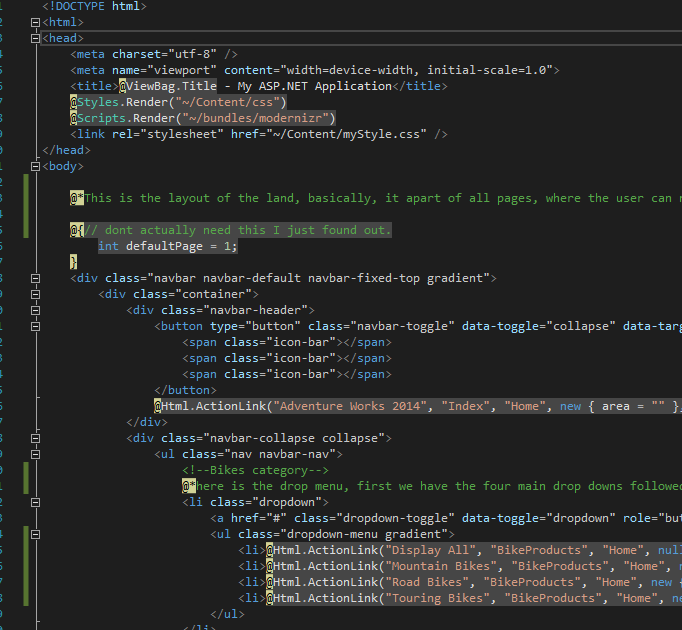 <!DOCTYPE html>
<html>
<head>
<meta charset="utf-8" />
<meta name="viewport" content="width=device-width, initial-scale=1.0">
<title>@ViewBag.Title - My ASP.NET Application</title>
@Styles.Render("~/Content/css")
@Scripts.Render("~/bundles/modernizr")
<link rel="stylesheet" href="~/Content/myStyle.css" />
</head>
<body>
@*This is the layout of the land, basically, it apart of all pages, where the user can
@{// dont actually need this I just found out.
int defaultPage = 1;
}
<div class="navbar navbar-default navbar-fixed-top gradient">
<div class="container">
<div class="navbar-header">
<button type="button" class="navbar-toggle" data-toggle="collapse" data-targ
<span class="icon-bar"></span>
<span class="icon-bar"></span>
<span class="icon-bar"></span>
</button>
@Html.ActionLink("Adventure Works 2014", "Index", "Home", new { area = "" },
</div>
<div class="navbar-collapse collapse">
<ul class="nav navbar-nav">
<!--Bikes category-->
@*here is the drop menu, first we have the four main drop downs followed
<li class="dropdown">
<a href="#" class="dropdown-toggle" data-toggle="dropdown" role="but
<ul class="dropdown-menu gradient">
<li>@Html.ActionLink("Display All", "BikeProducts", "Home", nul
<li>@Html.ActionLink("Mountain Bikes", "BikeProducts", "Home",
<li>@Html.ActionLink("Road Bikes", "BikeProducts", "Home", new {
<li>@Html.ActionLink("Touring Bikes", "BikeProducts", "Home", ne
</ul>
</li>